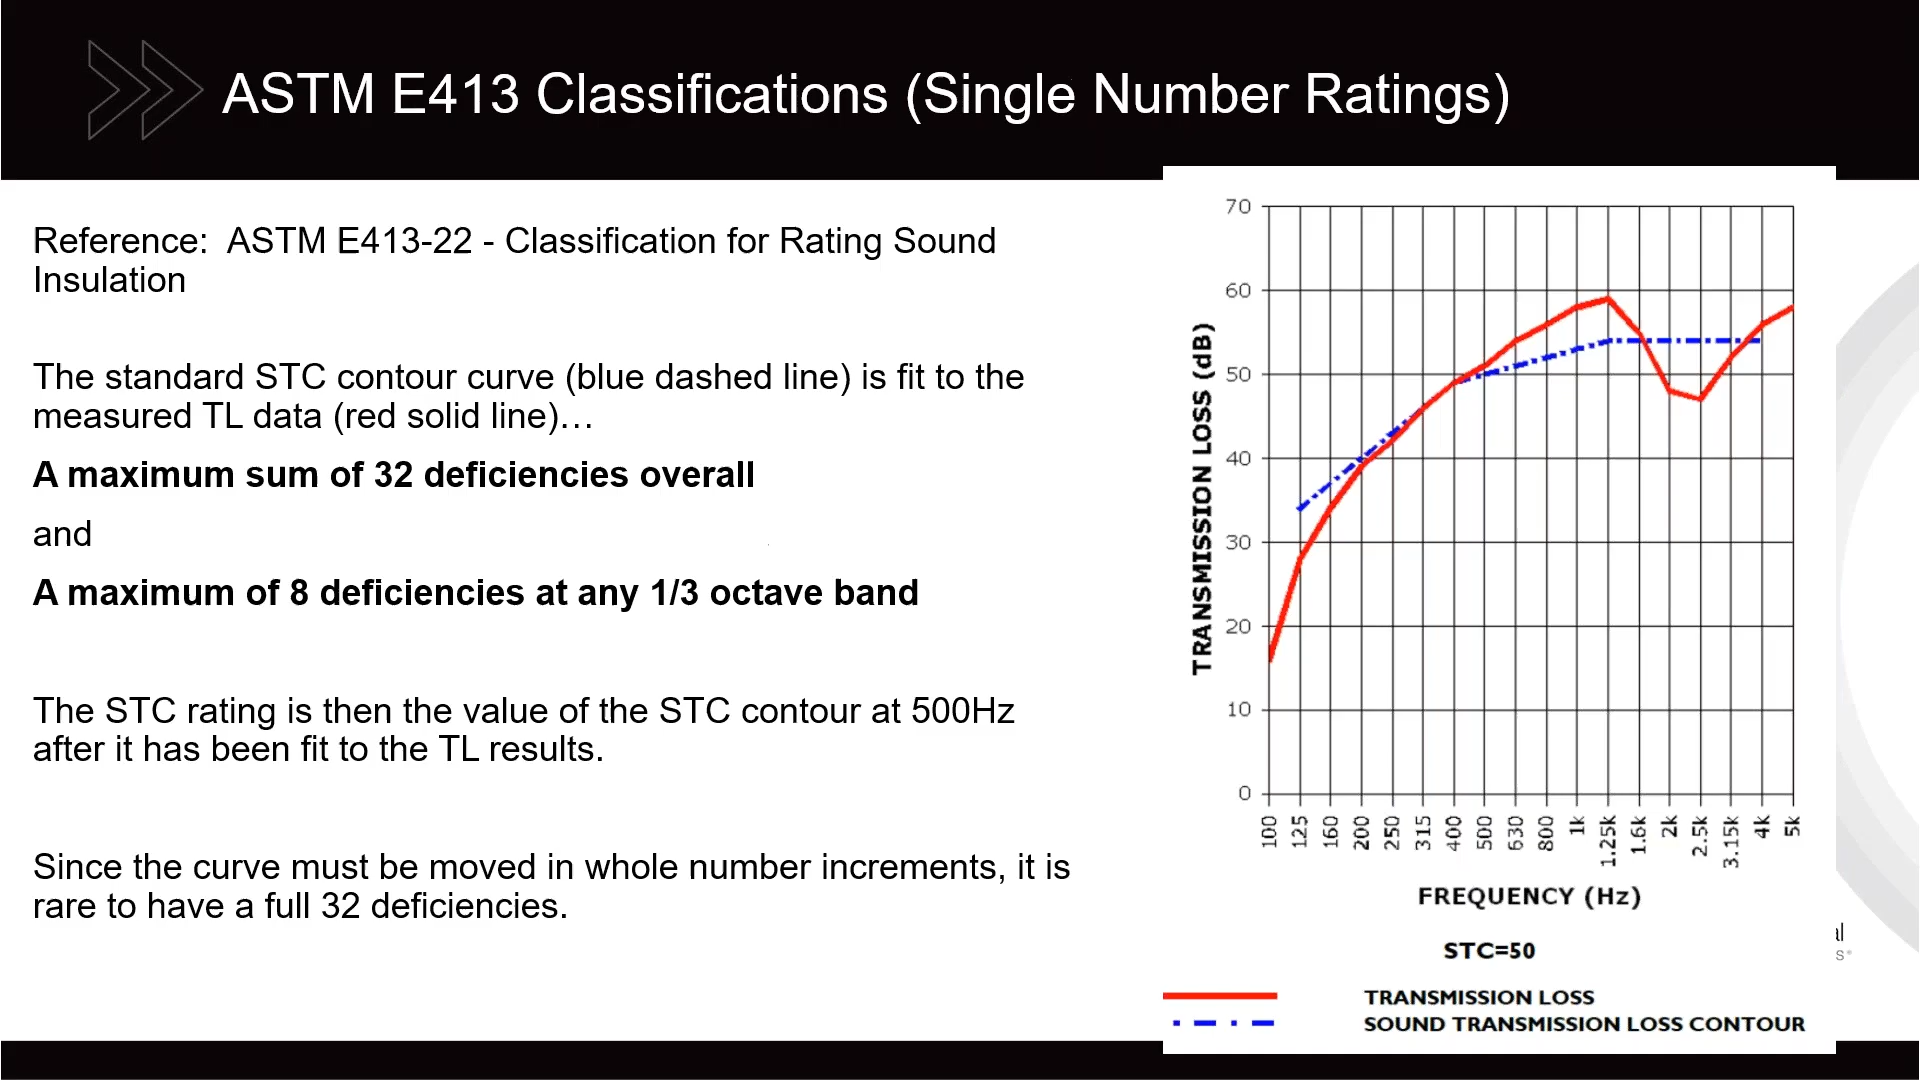 ASTM E413 Classifications (Single Number Ratings)
Reference:  ASTM E413-22 - Classification for Rating Sound
Insulation
The standard STC contour curve (blue dashed line) is fit to the
measured TL data (red solid line)…
A maximum sum of 32 deficiencies overall
and
A maximum of 8 deficiencies at any 1/3 octave band
The STC rating is then the value of the STC contour at 500Hz
after it has been fit to the TL results.
Since the curve must be moved in whole number increments, it is
rare to have a full 32 deficiencies.
TRANSMISSION LOSS (dB)
70
60
50
40
30
20
10
0
100
125
160
200
250
315
400
500
630
800
1k
1.25k
1.6k
2k
2.5k
3.15k
4k
5k
FREQUENCY (Hz)
STC=50
TRANSMISSION LOSS
SOUND TRANSMISSION LOSS CONTOUR